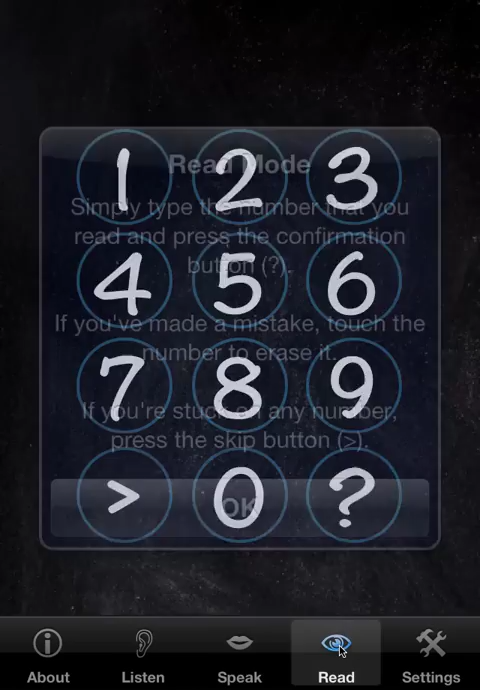 Read Mode
Simply type the number that you
read and press the confirmation
button (?).
If you've made a mistake, touch the
number to erase it.
If you're stuck on any number,
press the skip button (>).
OK
1 2 3
4 5 6
7 8 9
> 0 ?
About Listen Speak Read Settings